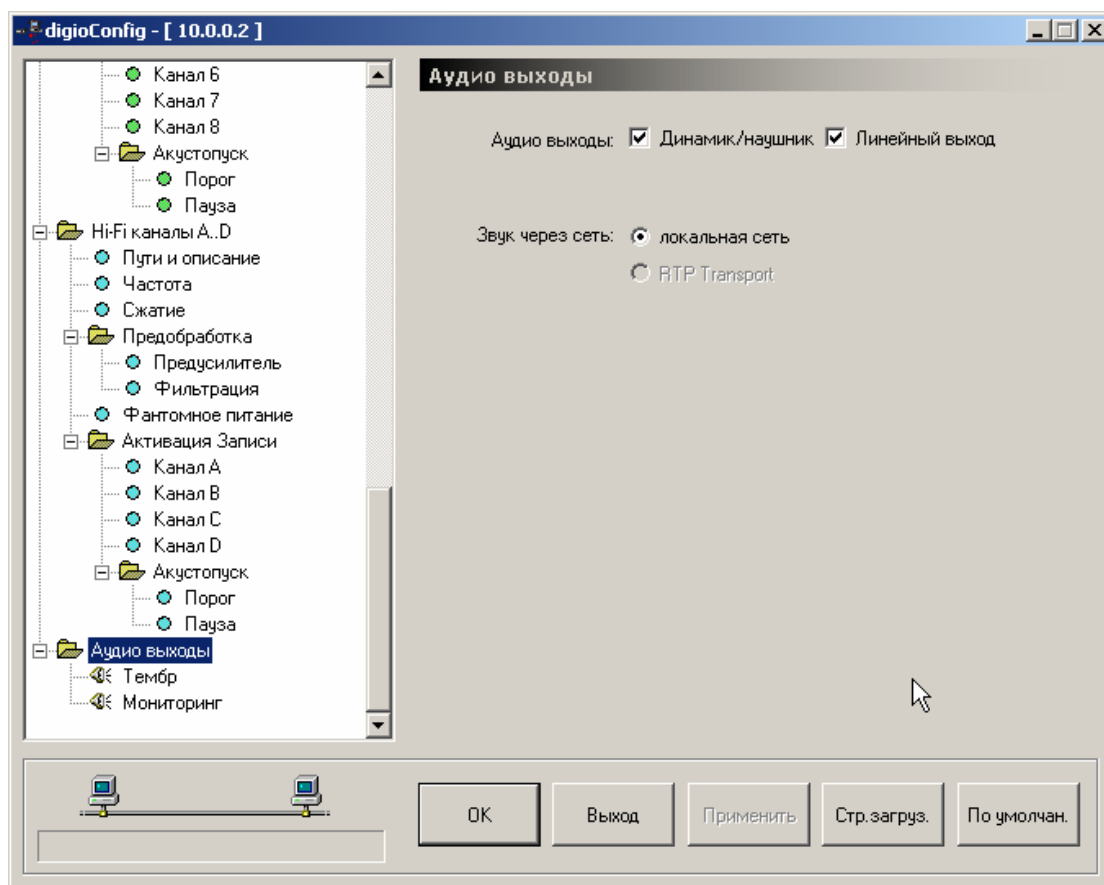 digioConfig - [ 10.0.0.2 ]
Канал 6
Канал 7
Канал 8
Акустопуск
Порог
Пауза
Hi-Fi каналы A..D
Пути и описание
Частота
Сжатие
Предобработка
Предусилитель
Фильтрация
Фантомное питание
Активация Записи
Канал A
Канал B
Канал C
Канал D
Акустопуск
Порог
Пауза
Аудио выходы
Тембр
Мониторинг
Аудио выходы
Аудио выходы: Динамик/наушник Линейный выход
Звук через сеть: локальная сеть
RTP Transport
OK Выход Применить Стр.загруз. По умолчан.